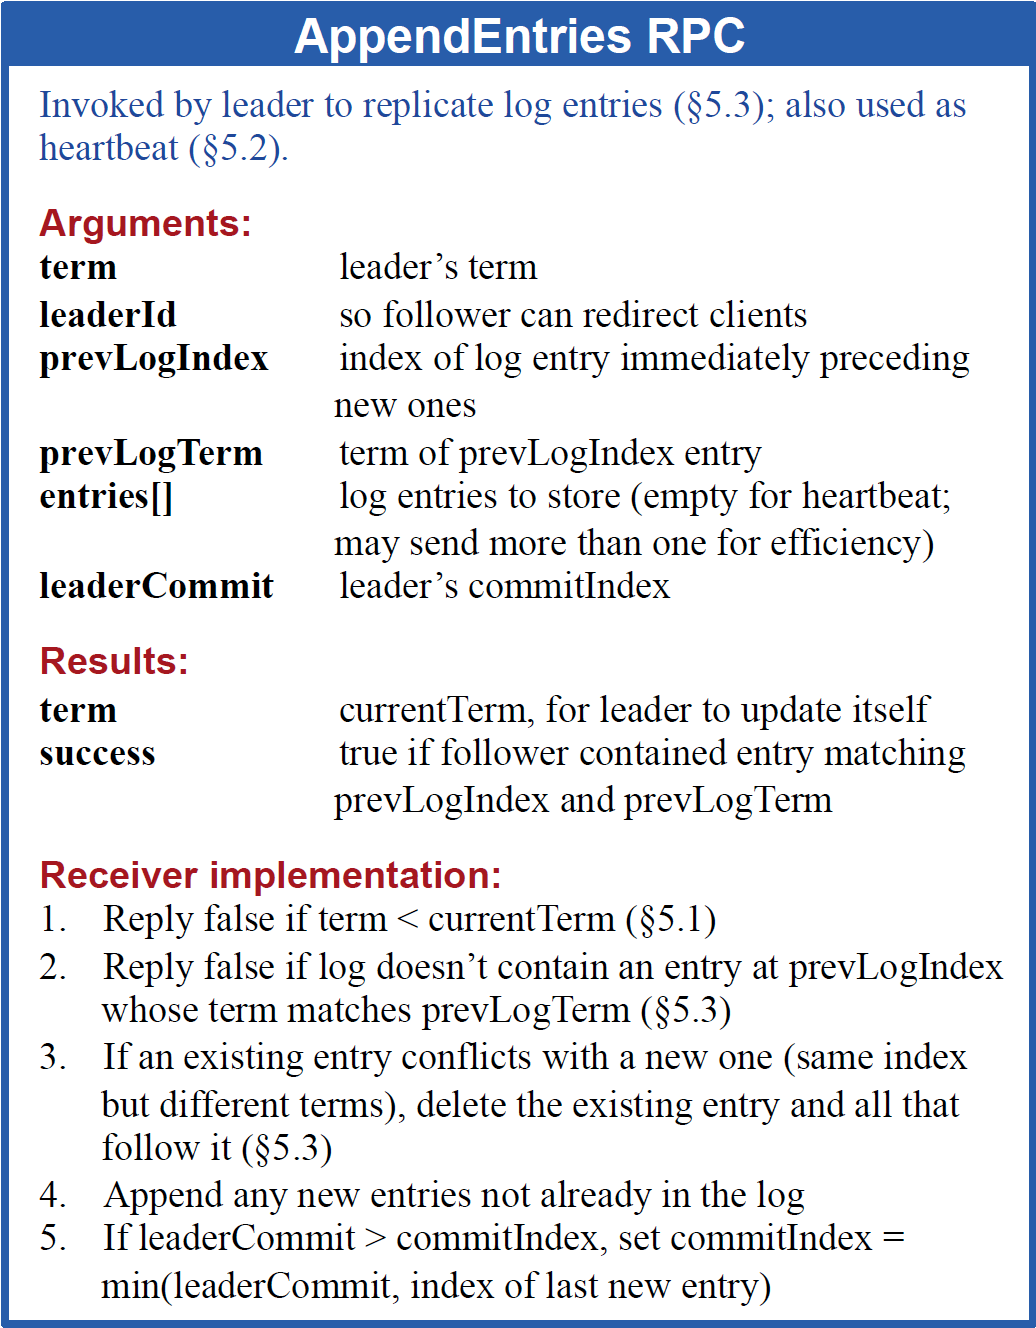 AppendEntries RPC
Invoked by leader to replicate log entries (§5.3); also used as
heartbeat (§5.2).
Arguments:
term leader’s term
leaderId so follower can redirect clients
prevLogIndex index of log entry immediately preceding
new ones
prevLogTerm term of prevLogIndex entry
entries[] log entries to store (empty for heartbeat;
may send more than one for efficiency)
leaderCommit leader’s commitIndex
Results:
term currentTerm, for leader to update itself
success true if follower contained entry matching
prevLogIndex and prevLogTerm
Receiver implementation:
1. Reply false if term < currentTerm (§5.1)
2. Reply false if log doesn’t contain an entry at prevLogIndex
whose term matches prevLogTerm (§5.3)
3. If an existing entry conflicts with a new one (same index
but different terms), delete the existing entry and all that
follow it (§5.3)
4. Append any new entries not already in the log
5. If leaderCommit > commitIndex, set commitIndex =
min(leaderCommit, index of last new entry)